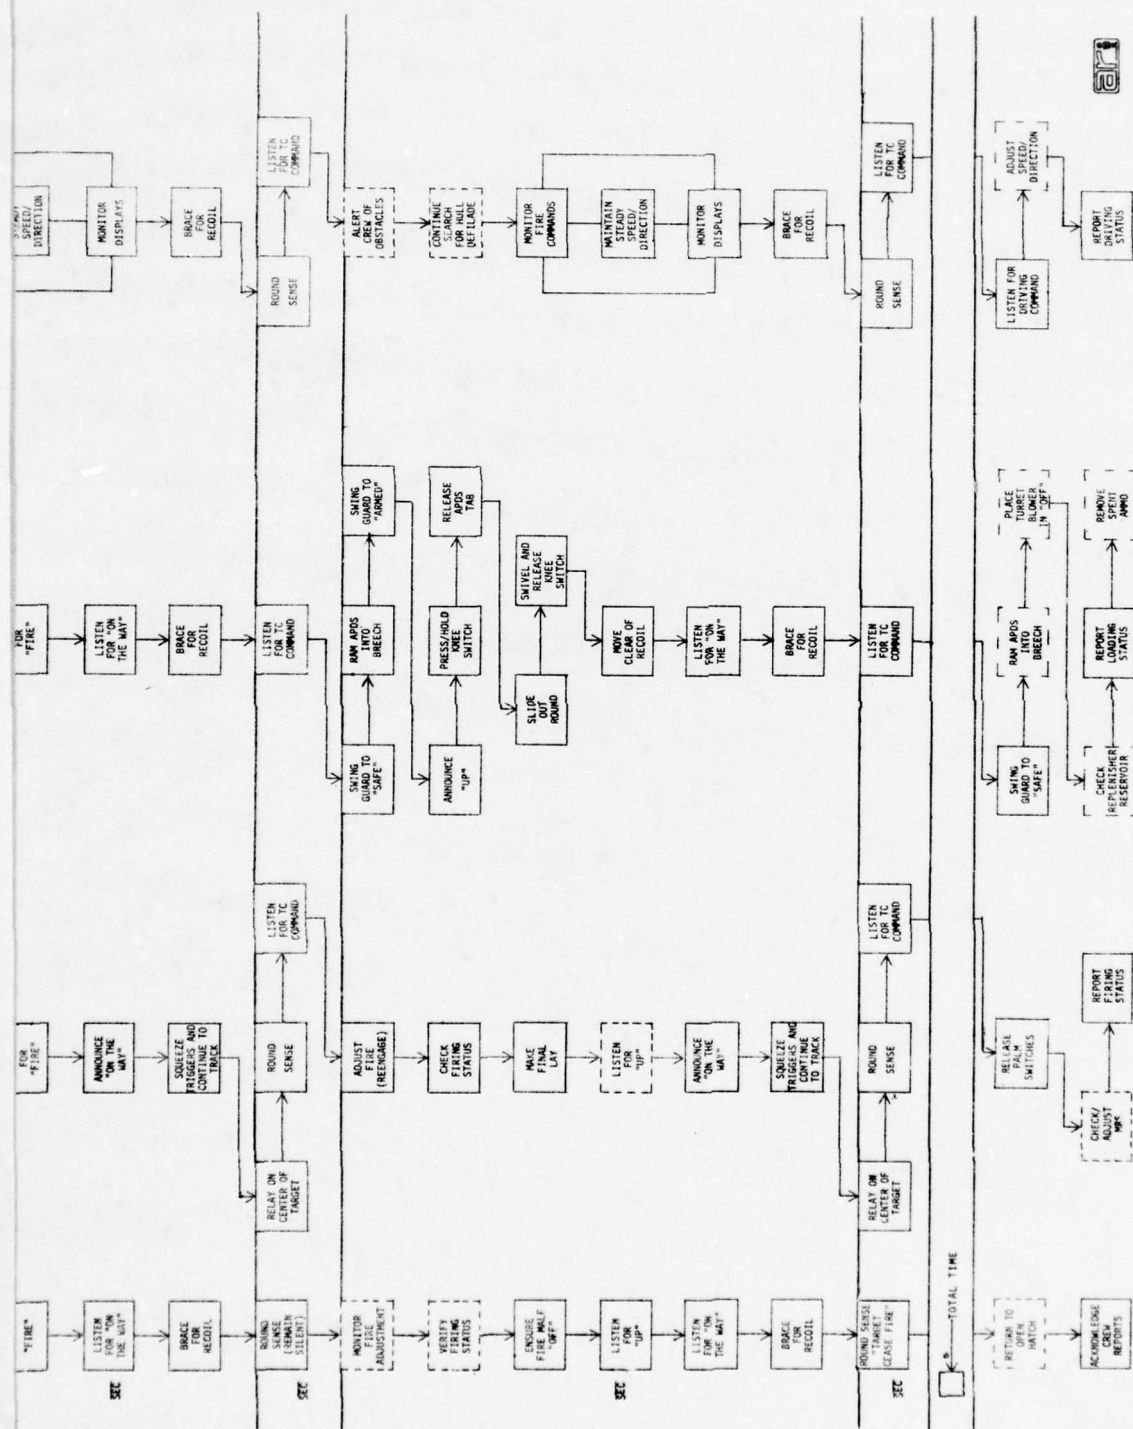 "FIRE"
FOR
"FIRE"
FOR
"FIRE"
SPEED/
DIRECTION
SEC
LISTEN
FOR "ON
THE WAY"
ANNOUNCE
"ON THE
WAY"
LISTEN
FOR "ON
THE WAY"
MONITOR
DISPLAYS
BRACE
FOR
RECOIL
SQUEEZE
TRIGGERS AND
CONTINUE TO
TRACK
BRACE
FOR
RECOIL
BRACE
FOR
RECOIL
SEC
ROUND
SENSE
(REMAIN
SILENT)
RELAY ON
CENTER OF
TARGET
ROUND
SENSE
LISTEN
FOR TC
COMMAND
LISTEN
FOR TC
COMMAND
ROUND
SENSE
LISTEN
FOR TC
COMMAND
MONITOR
FIRE
ADJUSTMENT
ADJUST
FIRE
(REENGAGE)
SWING
GUARD TO
"SAFE"
RAM APDS
INTO
BREECH
SWING
GUARD TO
"ARMED"
ALERT
CREW OF
OBSTACLES
VERIFY
FIRING
STATUS
CHECK
FIRING
STATUS
ANNOUNCE
"UP"
PRESS/HOLD
KNEE
SWITCH
RELEASE
APDS
TAB
CONTINUE
SEARCH
FOR HULL
DEFILADE
ENSURE
FIRE MALF
"OFF"
MAKE
FINAL
LAY
SLIDE
OUT
ROUND
SWIVEL AND
RELEASE
KNEE
SWITCH
MONITOR
FIRE
COMMANDS
SEC
LISTEN
FOR
"UP"
LISTEN
FOR
"UP"
MOVE
CLEAR OF
RECOIL
MAINTAIN
STEADY
SPEED/
DIRECTION
LISTEN
FOR "ON
THE WAY"
ANNOUNCE
"ON THE
WAY"
LISTEN
FOR "ON
THE WAY"
MONITOR
DISPLAYS
BRACE
FOR
RECOIL
SQUEEZE
TRIGGERS AND
CONTINUE
TO TRACK
BRACE
FOR
RECOIL
BRACE
FOR
RECOIL
SEC
ROUND SENSE
"TARGET
CEASE FIRE"
RELAY ON
CENTER OF
TARGET
ROUND
SENSE
LISTEN
FOR TC
COMMAND
LISTEN
FOR TC
COMMAND
ROUND
SENSE
LISTEN
FOR TC
COMMAND
TOTAL TIME
RETURN TO
OPEN
HATCH
RELEASE
PALM
SWITCHES
SWING
GUARD TO
"SAFE"
RAM APDS
INTO
BREECH
PLACE
TURRET
BLOWER
IN "OFF"
LISTEN FOR
DRIVING
COMMAND
ADJUST
SPEED/
DIRECTION
ACKNOWLEDGE
CREW
REPORTS
CHECK/
ADJUST
MRS
REPORT
FIRING
STATUS
CHECK
REPLENISHER
RESERVOIR
REPORT
LOADING
STATUS
REMOVE
SPENT
AMMO
REPORT
DRIVING
STATUS
ari